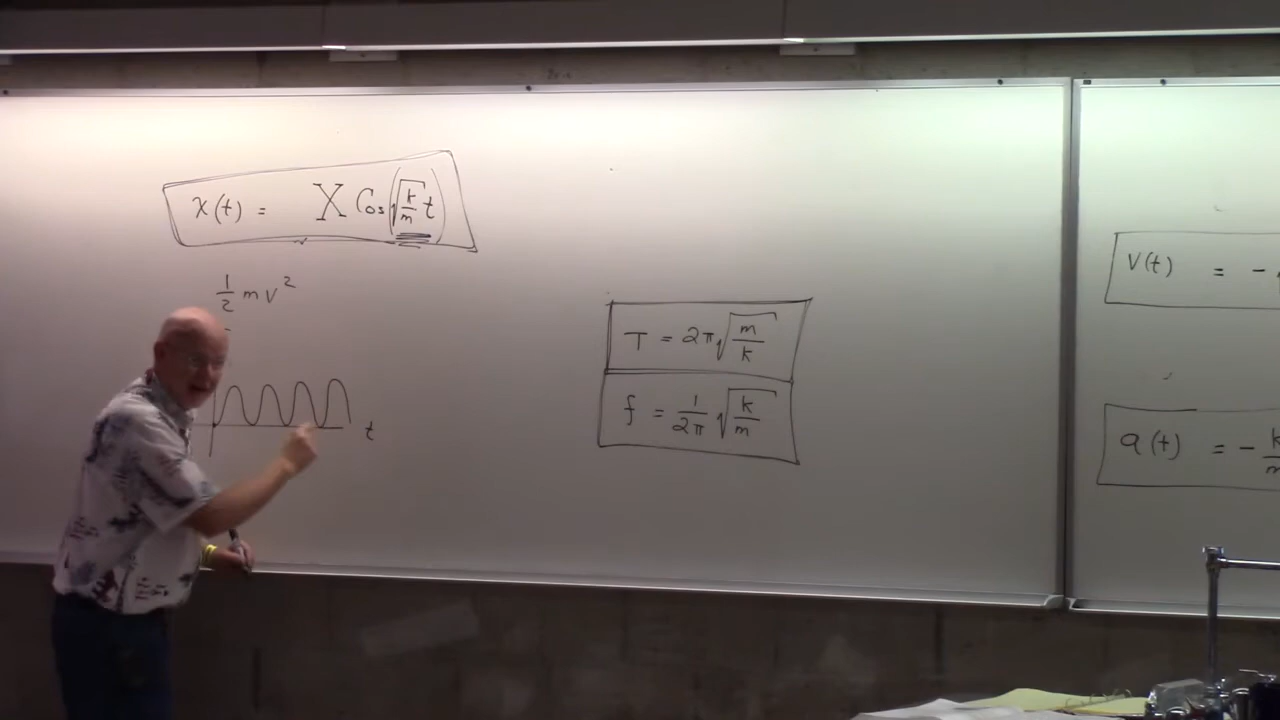 x(t) = X Cos(√(k/m) t)
1/2 m v²
t
T = 2π√(m/k)
f = 1/2π √(k/m)
v(t) = -
a(t) = - k/m